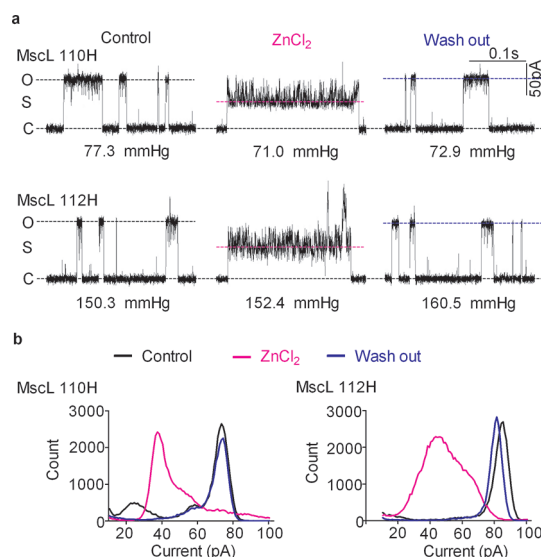 a
Control ZnCl₂ Wash out
MscL 110H
0.1s
50pA
O
S
C
77.3 mmHg 71.0 mmHg 72.9 mmHg
MscL 112H
O
S
C
150.3 mmHg 152.4 mmHg 160.5 mmHg
b
Control ZnCl₂ Wash out
MscL 110H MscL 112H
3000 3000
2000 2000
1000 1000
0 0
Count Count
20 40 60 80 100 20 40 60 80 100
Current (pA) Current (pA)